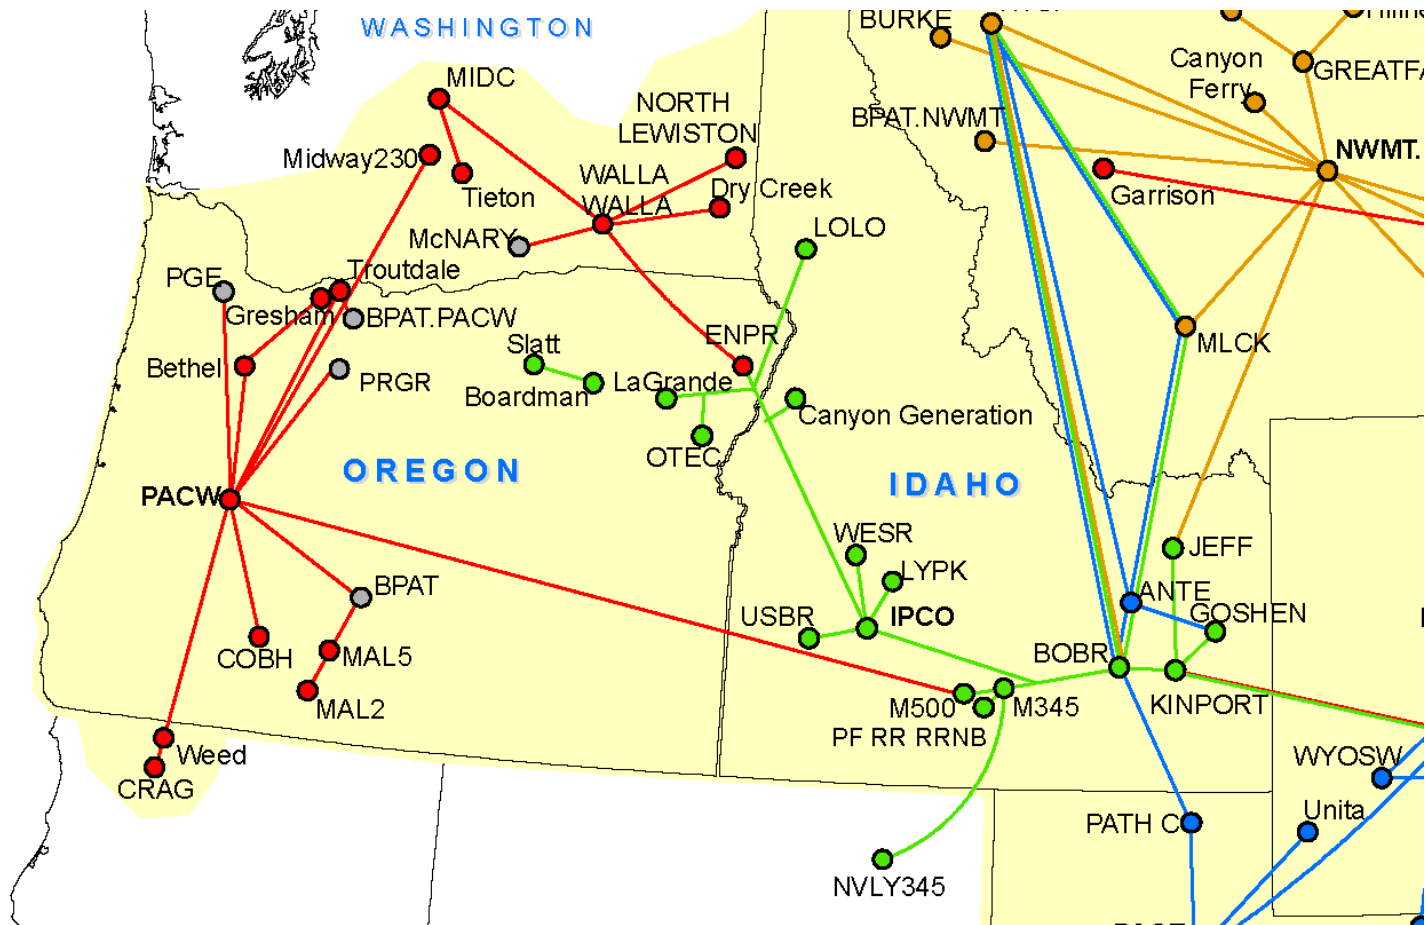 WASHINGTON
BURKE
MIDC
Canyon
Ferry
GREATFA
NORTH
LEWISTON
BPAT.NWMT
NWMT.
Midway230
Tieton
WALLA
WALLA
Dry Creek
Garrison
McNARY
LOLO
PGE
Troutdale
Gresham
BPAT.PACW
ENPR
MLCK
Slatt
Bethel
PRGR
Boardman
LaGrande
Canyon Generation
OTEC
OREGON
IDAHO
PACW
WESR
JEFF
LYPK
BPAT
ANTE
GOSHEN
USBR
IPCO
COBH
MAL5
BOBR
MAL2
M500
M345
KINPORT
PF RR RRNB
Weed
CRAG
WYOSW
Unita
PATH C
NVLY345